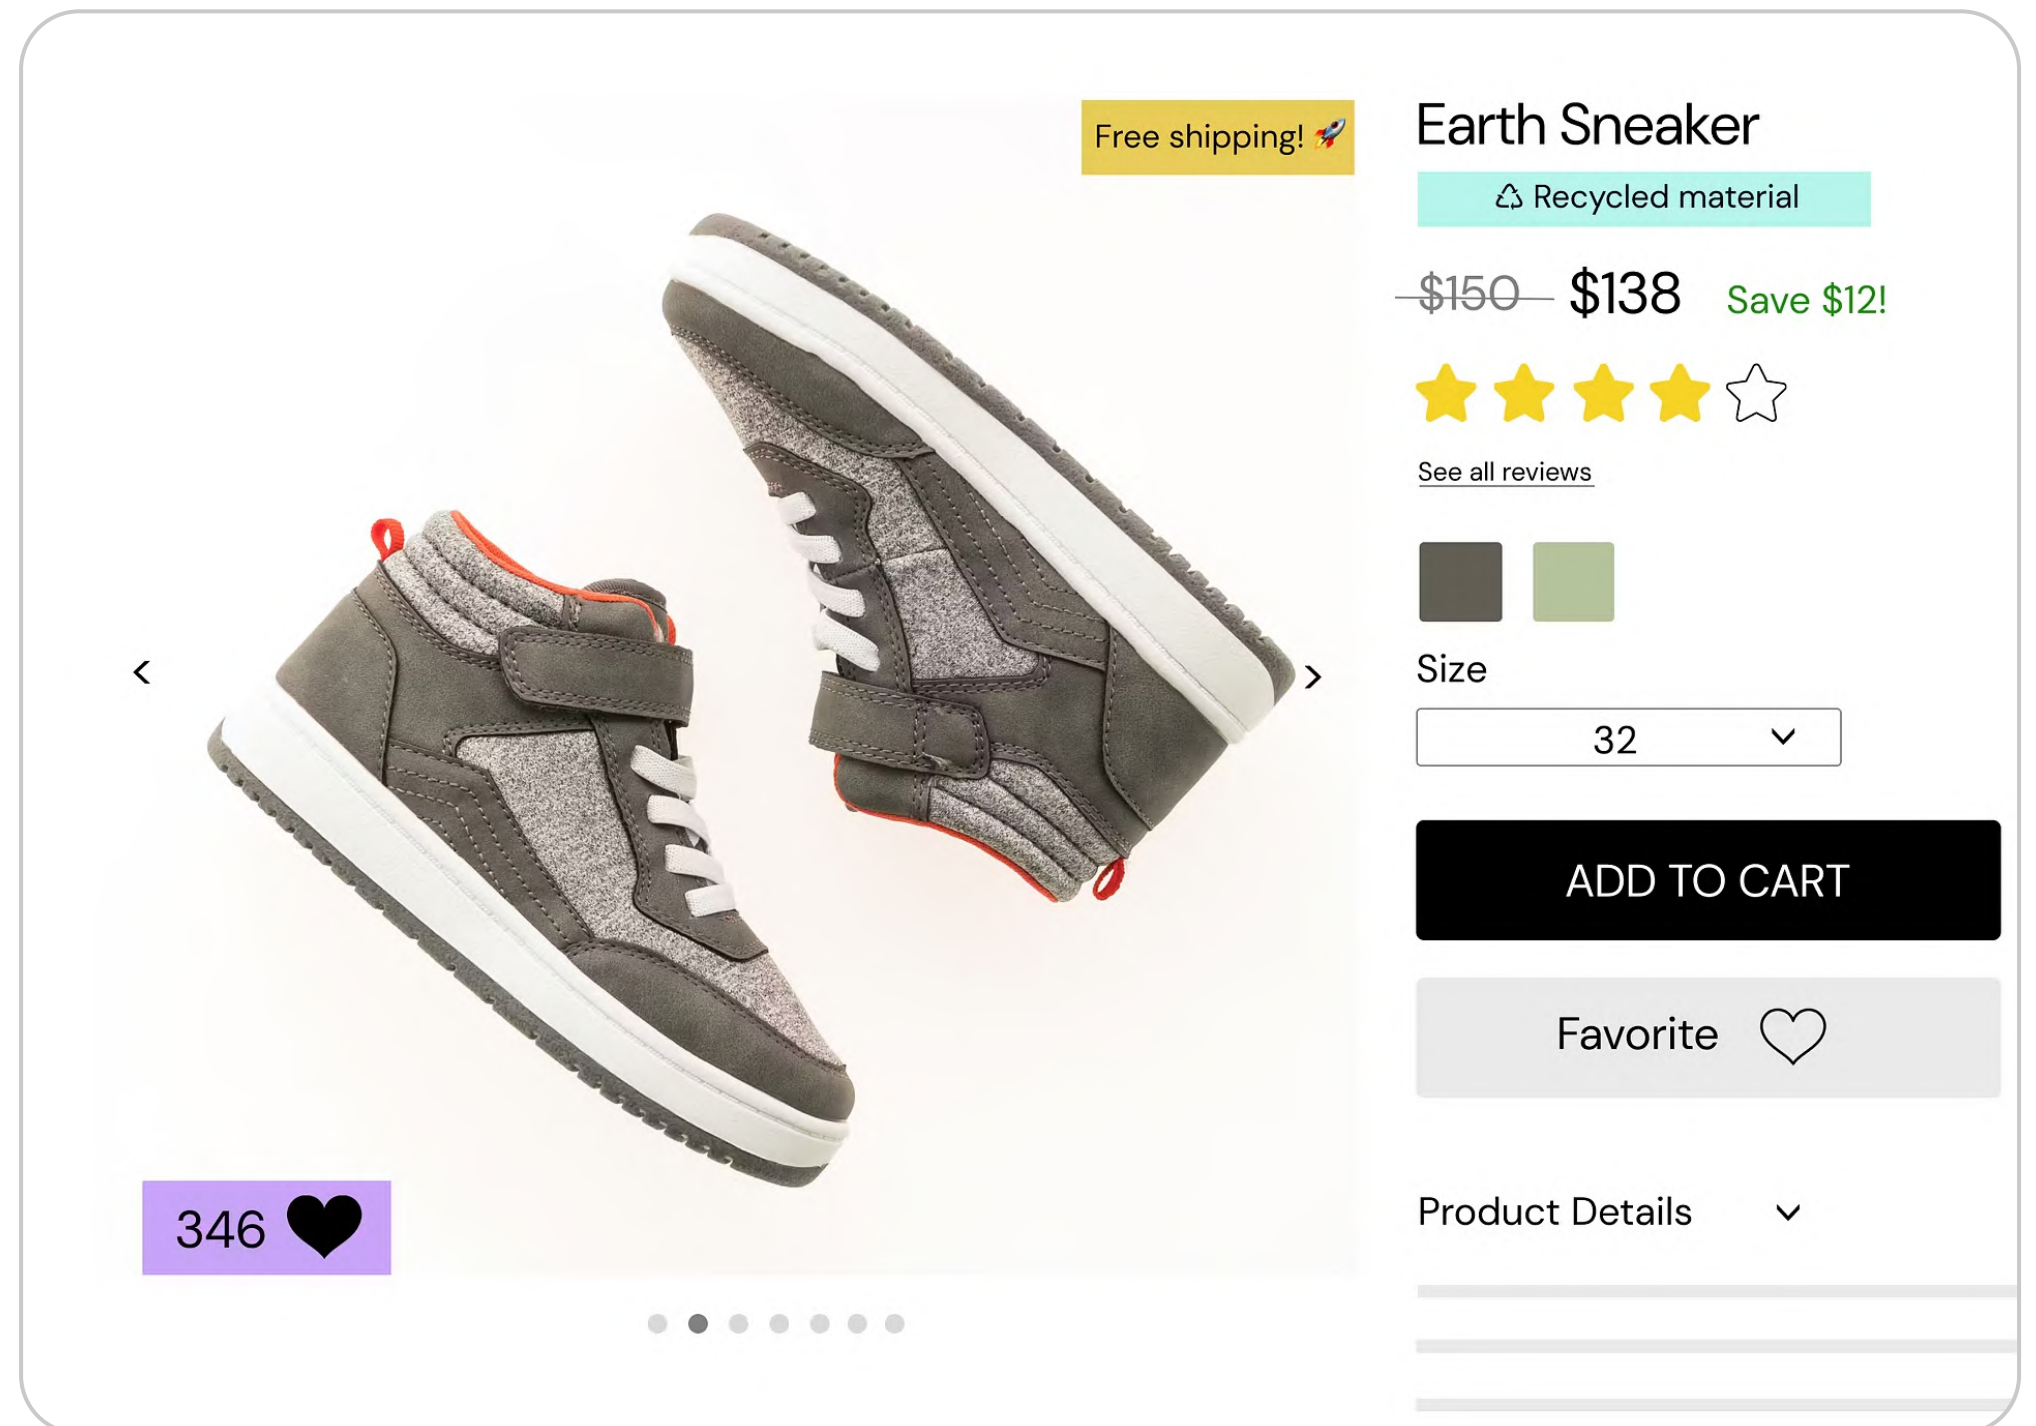 Free shipping! 🚀
Earth Sneaker
♺ Recycled material
$150 $138 Save $12!
See all reviews
Size
32
ADD TO CART
Favorite
Product Details
346